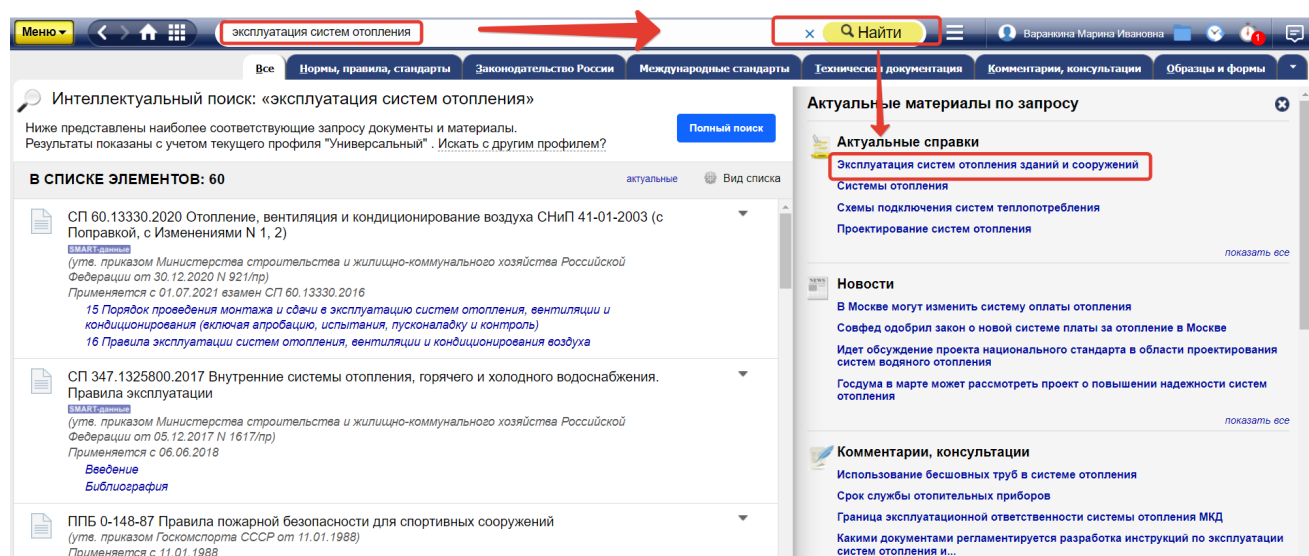 Меню
эксплуатация систем отопления
× Найти
Варанкина Марина Ивановна
1
Все
Нормы, правила, стандарты
Законодательство России
Международные стандарты
Техническая документация
Комментарии, консультации
Образцы и формы
Интеллектуальный поиск: «эксплуатация систем отопления»
Ниже представлены наиболее соответствующие запросу документы и материалы.
Результаты показаны с учетом текущего профиля "Универсальный" . Искать с другим профилем?
Полный поиск
В СПИСКЕ ЭЛЕМЕНТОВ: 60
актуальные
Вид списка
СП 60.13330.2020 Отопление, вентиляция и кондиционирование воздуха СНиП 41-01-2003 (с
Поправкой, с Изменениями N 1, 2)
SMART-данные
(утв. приказом Министерства строительства и жилищно-коммунального хозяйства Российской
Федерации от 30.12.2020 N 921/пр)
Применяется с 01.07.2021 взамен СП 60.13330.2016
15 Порядок проведения монтажа и сдачи в эксплуатацию систем отопления, вентиляции и
кондиционирования (включая апробацию, испытания, пусконаладку и контроль)
16 Правила эксплуатации систем отопления, вентиляции и кондиционирования воздуха
СП 347.1325800.2017 Внутренние системы отопления, горячего и холодного водоснабжения.
Правила эксплуатации
SMART-данные
(утв. приказом Министерства строительства и жилищно-коммунального хозяйства Российской
Федерации от 05.12.2017 N 1617/пр)
Применяется с 06.06.2018
Введение
Библиография
ППБ 0-148-87 Правила пожарной безопасности для спортивных сооружений
(утв. приказом Госкомспорта СССР от 11.01.1988)
Применяется с 11.01.1988
Актуальные материалы по запросу
Актуальные справки
Эксплуатация систем отопления зданий и сооружений
Системы отопления
Схемы подключения систем теплопотребления
Проектирование систем отопления
показать все
NEWS
Новости
В Москве могут изменить систему оплаты отопления
Совфед одобрил закон о новой системе платы за отопление в Москве
Идет обсуждение проекта национального стандарта в области проектирования
систем водяного отопления
Госдума в марте может рассмотреть проект о повышении надежности систем
отопления
показать все
Комментарии, консультации
Использование бесшовных труб в системе отопления
Срок службы отопительных приборов
Граница эксплуатационной ответственности системы отопления МКД
Какими документами регламентируется разработка инструкций по эксплуатации
систем отопления и...